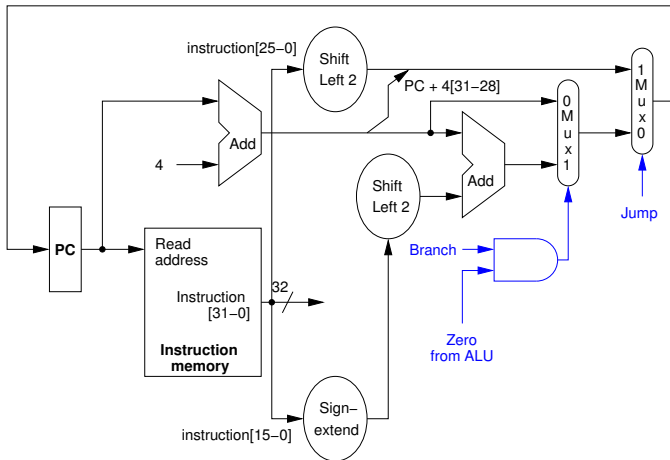 instruction[25−0]
Shift
Left 2
PC + 4[31−28]
1
M
u
x
0
0
M
u
x
1
Add
4
Add
Shift
Left 2
Jump
PC
Read
address
Instruction
[31−0]
32
Branch
Instruction
memory
Zero
from ALU
Sign−
extend
instruction[15−0]